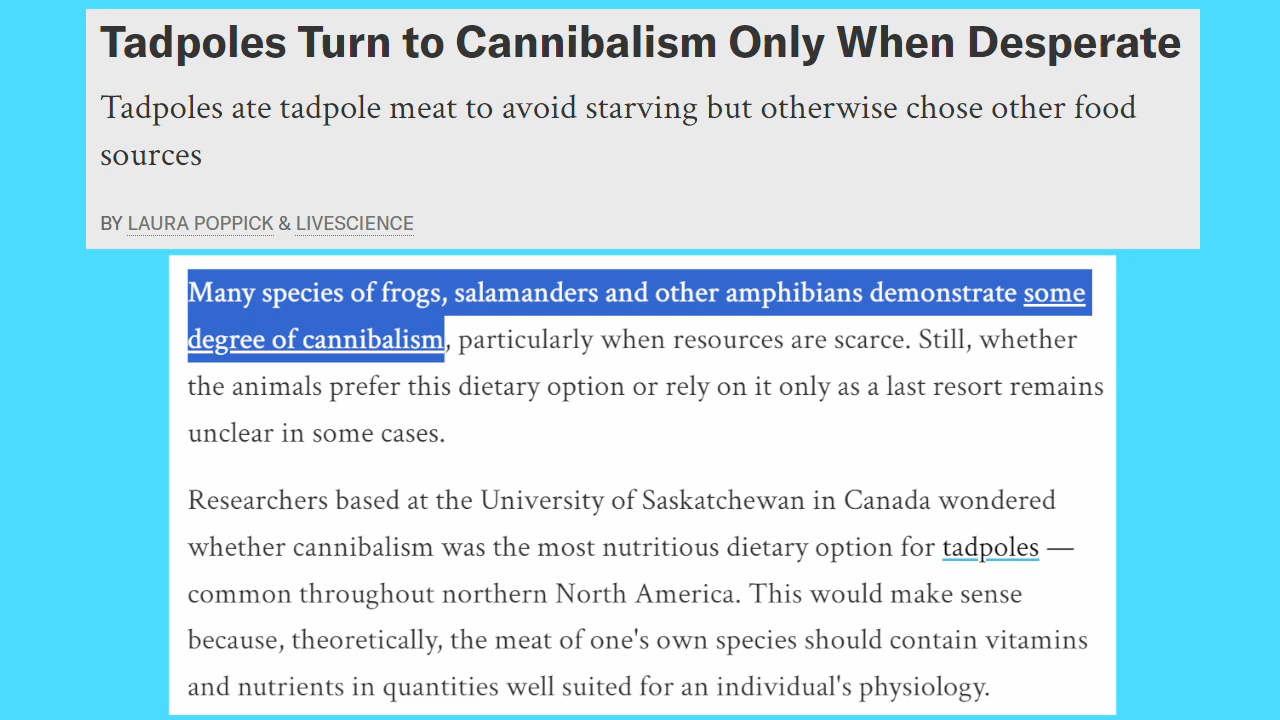 Tadpoles Turn to Cannibalism Only When Desperate
Tadpoles ate tadpole meat to avoid starving but otherwise chose other food
sources
BY LAURA POPPICK & LIVESCIENCE
Many species of frogs, salamanders and other amphibians demonstrate some
degree of cannibalism, particularly when resources are scarce. Still, whether
the animals prefer this dietary option or rely on it only as a last resort remains
unclear in some cases.
Researchers based at the University of Saskatchewan in Canada wondered
whether cannibalism was the most nutritious dietary option for tadpoles —
common throughout northern North America. This would make sense
because, theoretically, the meat of one's own species should contain vitamins
and nutrients in quantities well suited for an individual's physiology.